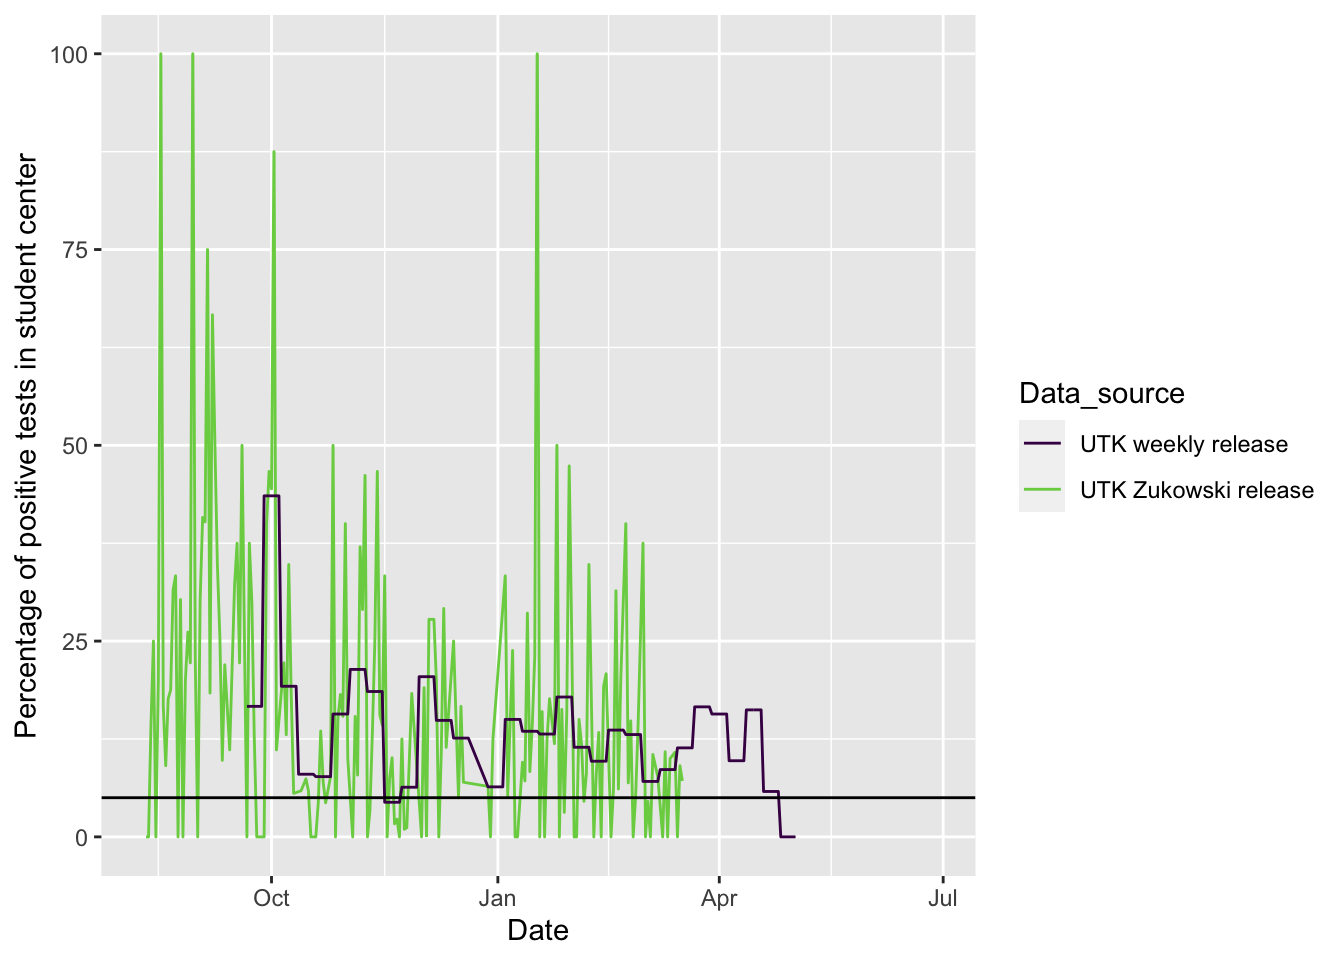 Percentage of positive tests in student center
100
75
50
25
0
Oct
Jan
Apr
Jul
Date
Data_source
UTK weekly release
UTK Zukowski release